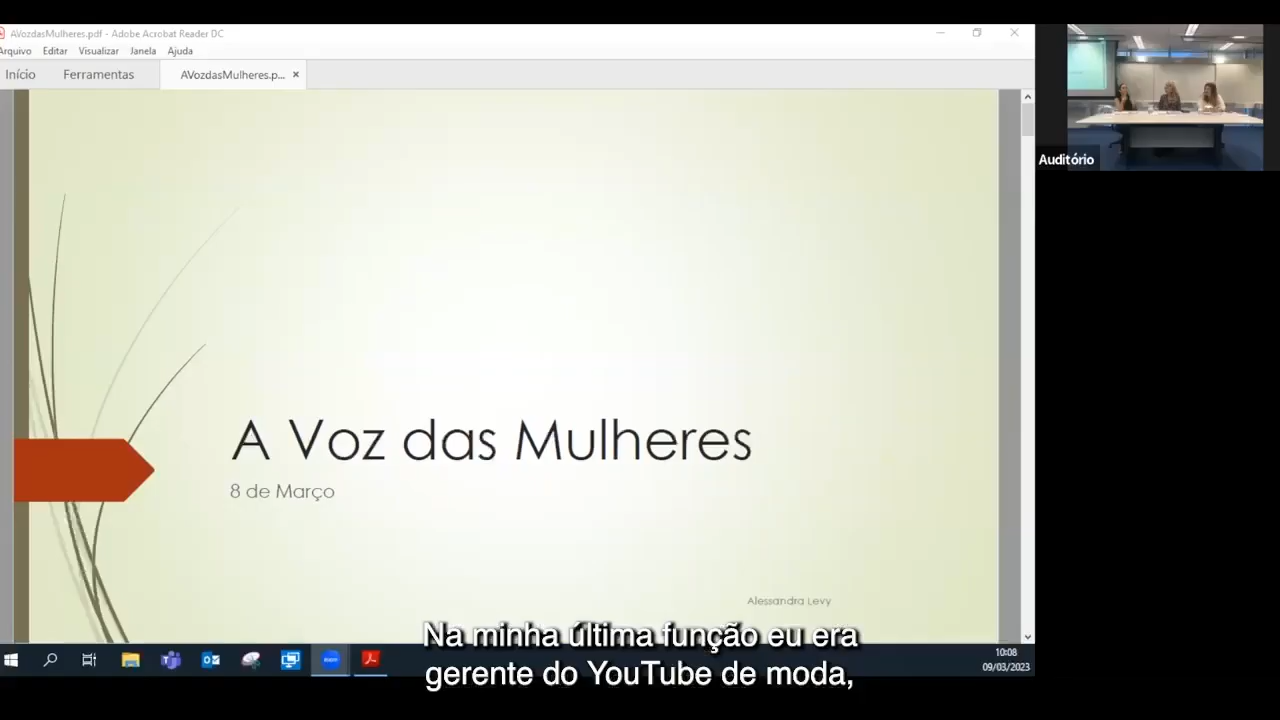 AVozdasMulheres.pdf - Adobe Acrobat Reader DC
Arquivo Editar Visualizar Janela Ajuda
Início Ferramentas AVozdasMulheres.p... ×
Auditório
A Voz das Mulheres
8 de Março
Alessandra Levy
Na minha última função eu era
gerente do YouTube de moda,
10:08
09/03/2023